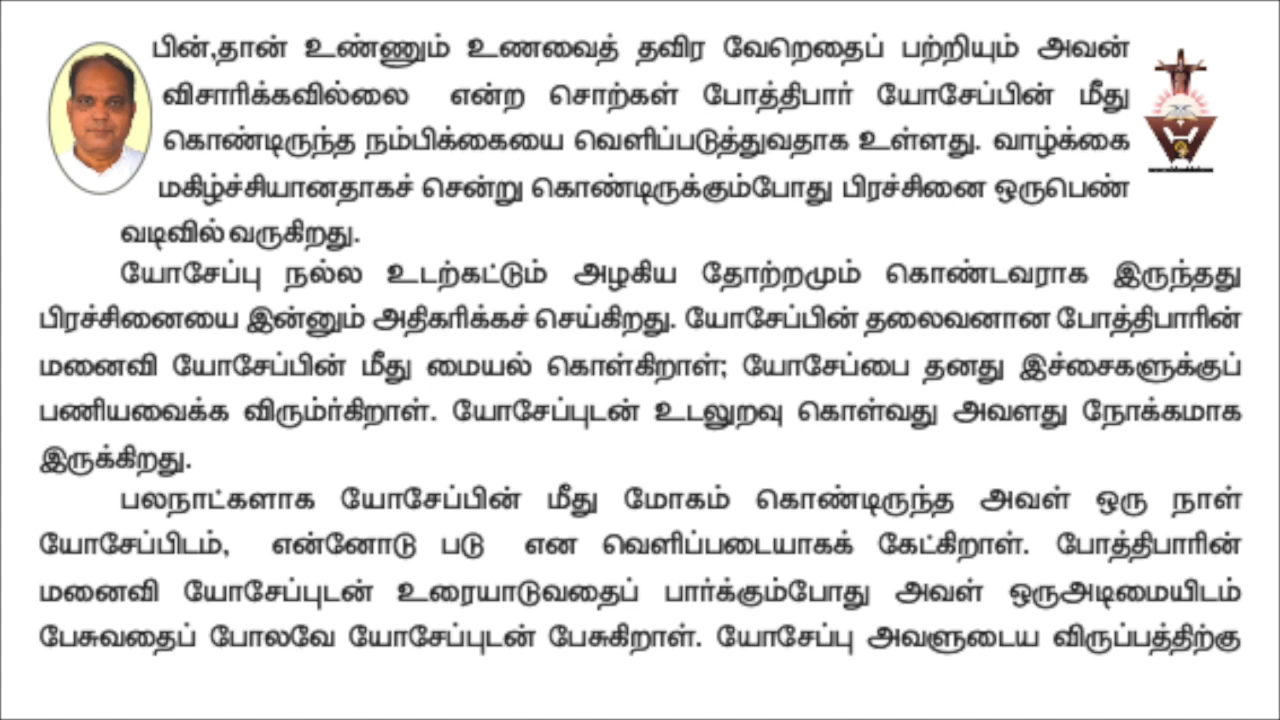 பின்,தான் உண்ணும் உணவைத் தவிர வேறெதைப் பற்றியும் அவன்
விசாரிக்கவில்லை என்ற சொற்கள் போத்திபார் யோசேப்பின் மீது
கொண்டிருந்த நம்பிக்கையை வெளிப்படுத்துவதாக உள்ளது. வாழ்க்கை
மகிழ்ச்சியானதாகச் சென்று கொண்டிருக்கும்போது பிரச்சினை ஒருபெண்
வடிவில் வருகிறது.
யோசேப்பு நல்ல உடற்கட்டும் அழகிய தோற்றமும் கொண்டவராக இருந்தது
பிரச்சினையை இன்னும் அதிகரிக்கச் செய்கிறது. யோசேப்பின் தலைவனான போத்திபாரின்
மனைவி யோசேப்பின் மீது மையல் கொள்கிறாள்; யோசேப்பை தனது இச்சைகளுக்குப்
பணியவைக்க விரும்ர்கிறாள். யோசேப்புடன் உடலுறவு கொள்வது அவளது நோக்கமாக
இருக்கிறது.
பலநாட்களாக யோசேப்பின் மீது மோகம் கொண்டிருந்த அவள் ஒரு நாள்
யோசேப்பிடம், என்னோடு படு என வெளிப்படையாகக் கேட்கிறாள். போத்திபாரின்
மனைவி யோசேப்புடன் உரையாடுவதைப் பார்க்கும்போது அவள் ஒருஅடிமையிடம்
பேசுவதைப் போலவே யோசேப்புடன் பேசுகிறாள். யோசேப்பு அவளுடைய விருப்பத்திற்கு